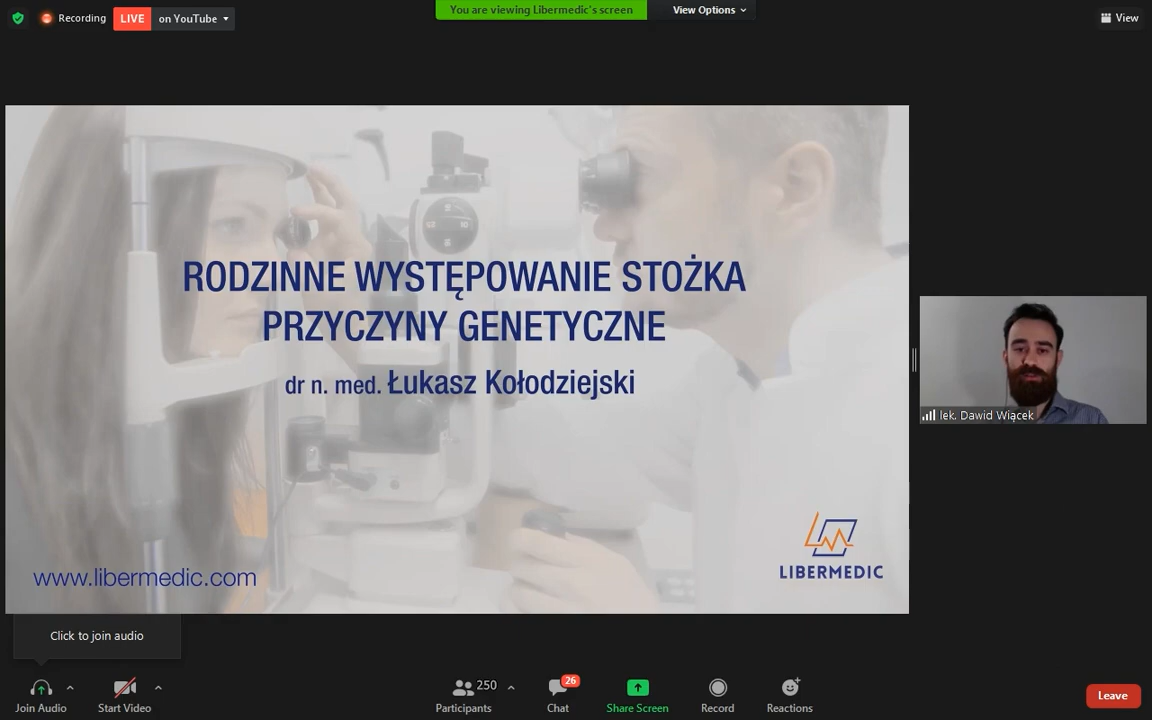 Recording
LIVE on YouTube
You are viewing Libermedic's screen
View Options
View
RODZINNE WYSTĘPOWANIE STOŻKA
PRZYCZYNY GENETYCZNE
dr n. med. Łukasz Kołodziejski
lek. Dawid Wiącek
LIBERMEDIC
www.libermedic.com
Click to join audio
Join Audio
Start Video
250
Participants
26
Chat
Share Screen
Record
Reactions
Leave